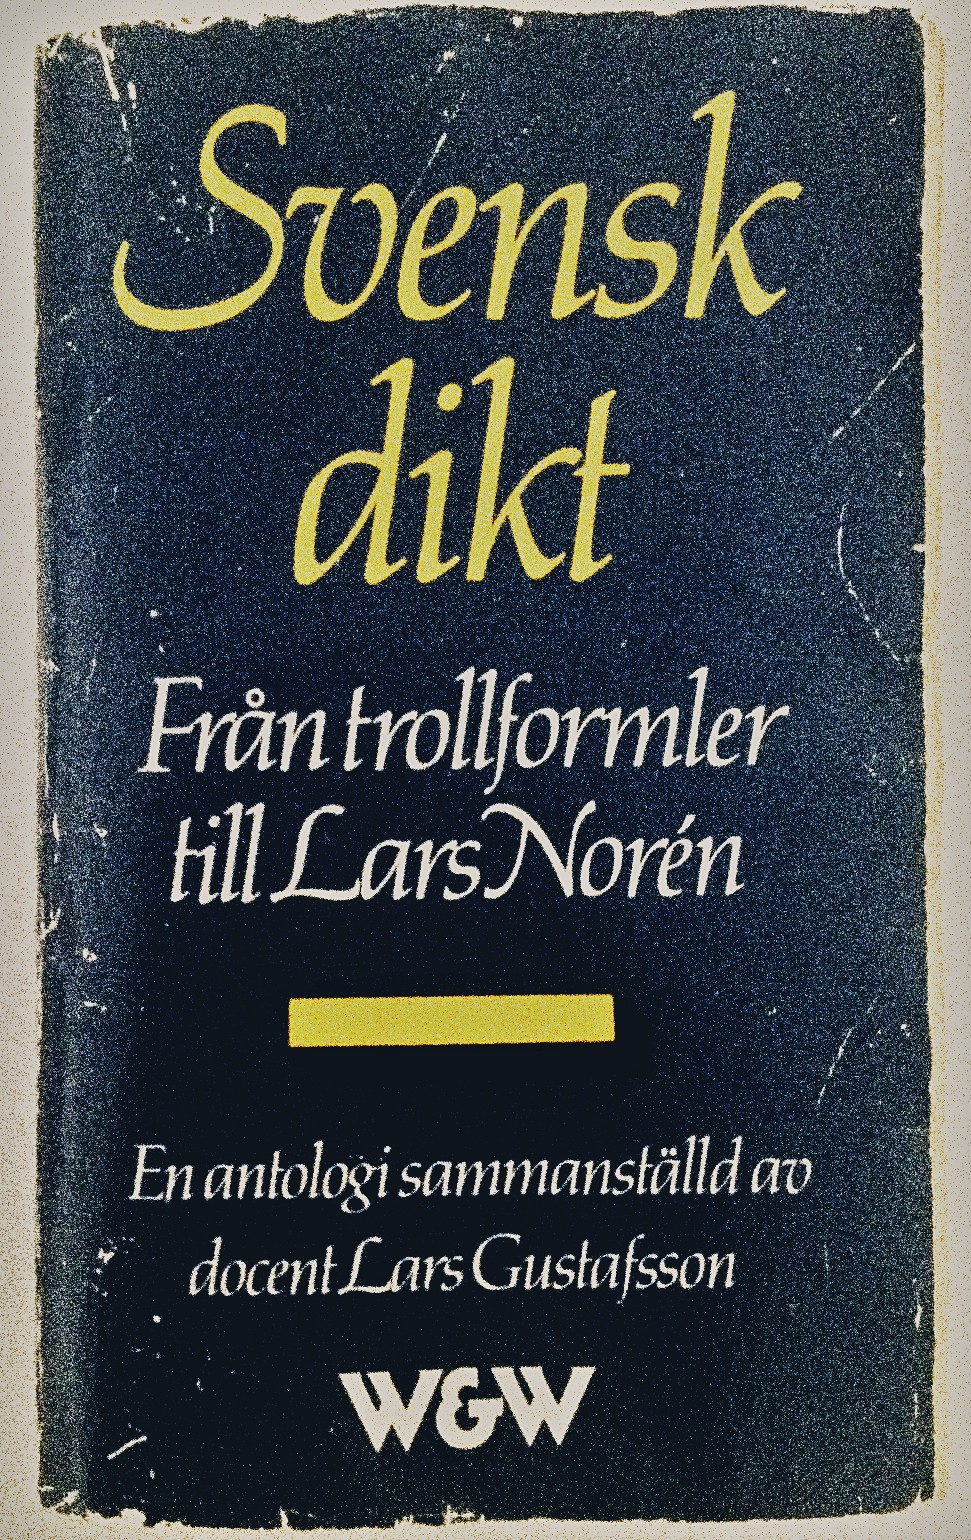 Svensk
dikt
Från trollformler
till Lars Norén
En antologi sammanställd av
docent Lars Gustafsson
W&W